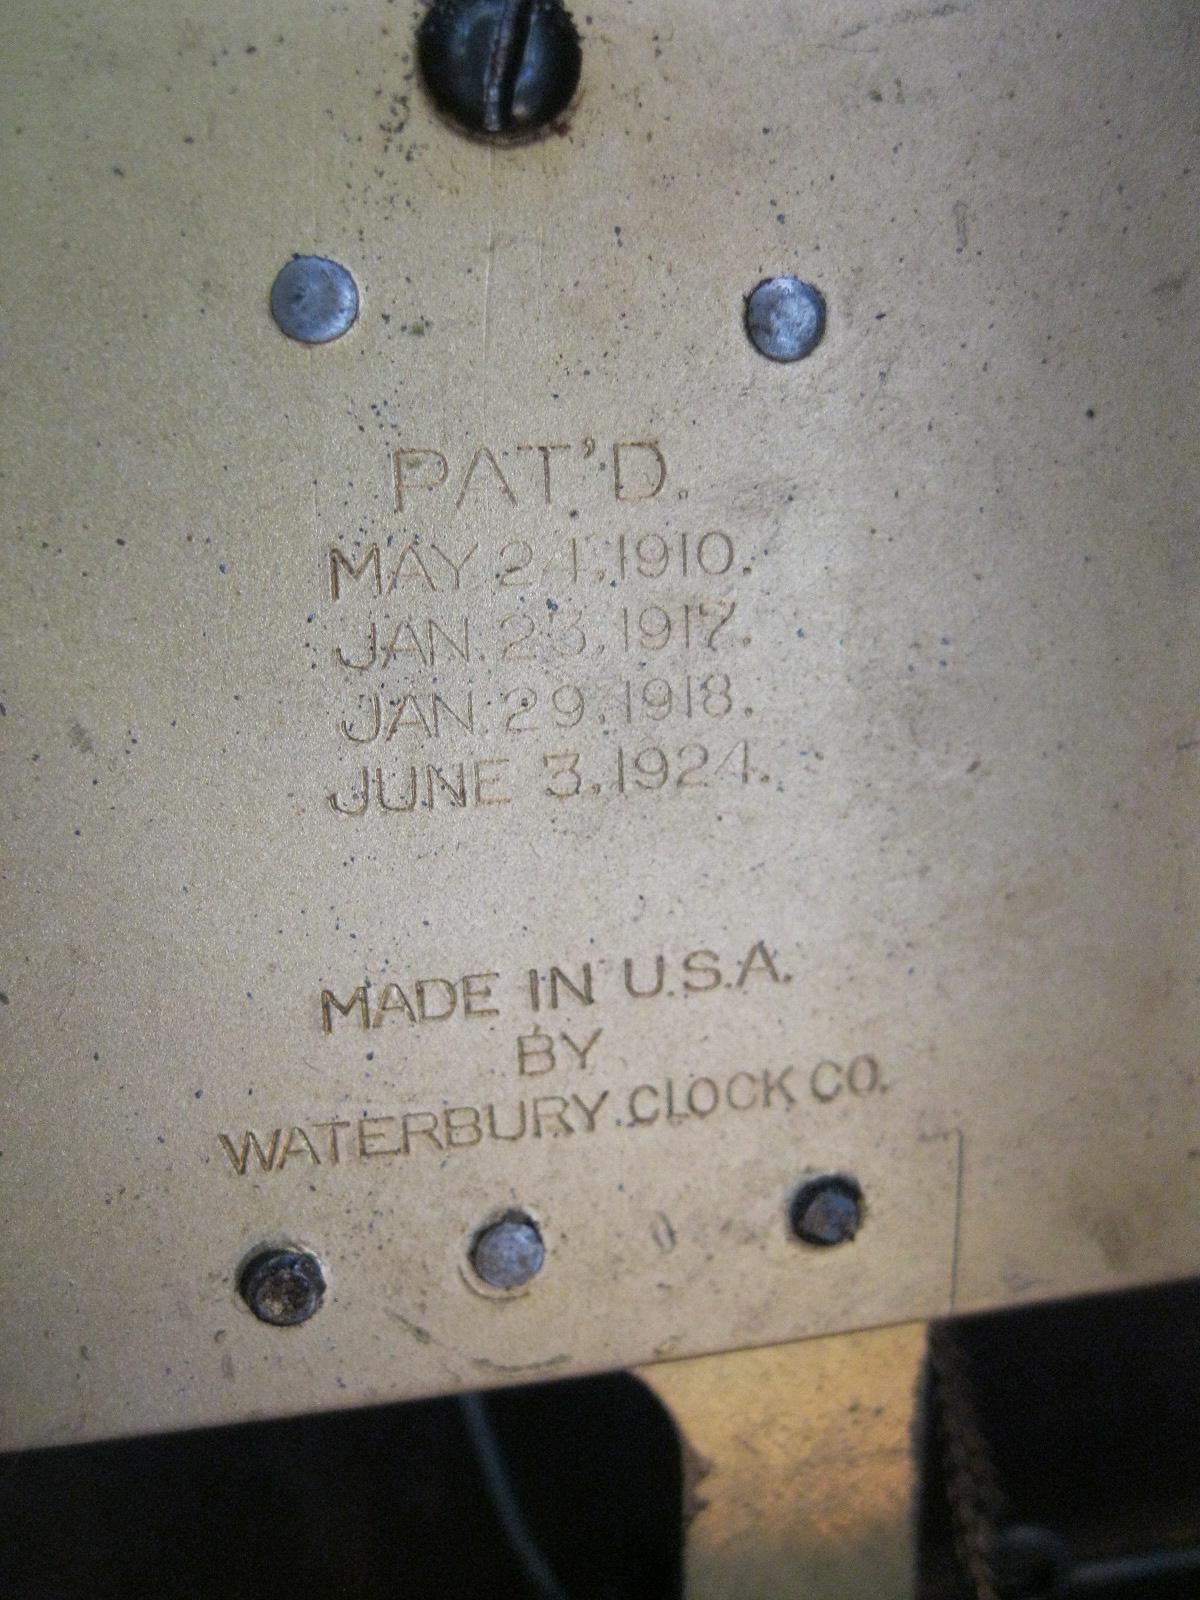 PAT'D.
MAY 24, 1910.
JAN. 23, 1917.
JAN. 29, 1918.
JUNE 3, 1924.
MADE IN U.S.A.
BY
WATERBURY CLOCK CO.